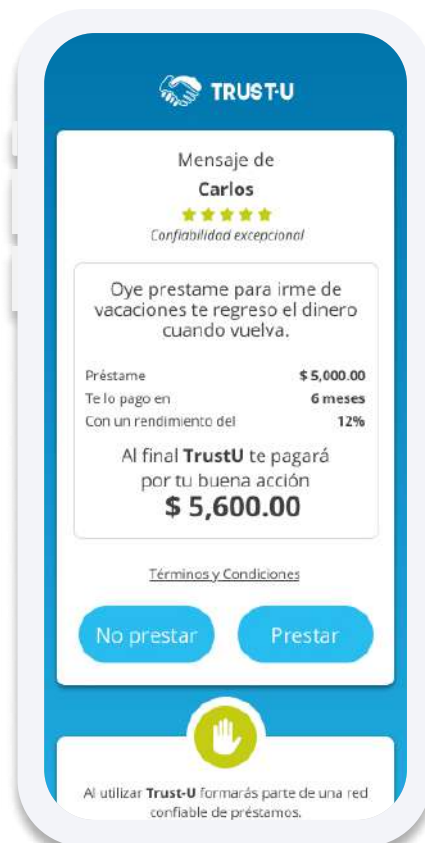 TRUST-U
Mensaje de
Carlos
Confiabilidad excepcional
Oye prestame para irme de
vacaciones te regreso el dinero
cuando vuelva.
Préstame $ 5,000.00
Te lo pago en 6 meses
Con un rendimiento del 12%
Al final TrustU te pagará
por tu buena acción
$ 5,600.00
Términos y Condiciones
No prestar Prestar
Al utilizar Trust-U formarás parte de una red
confiable de préstamos.